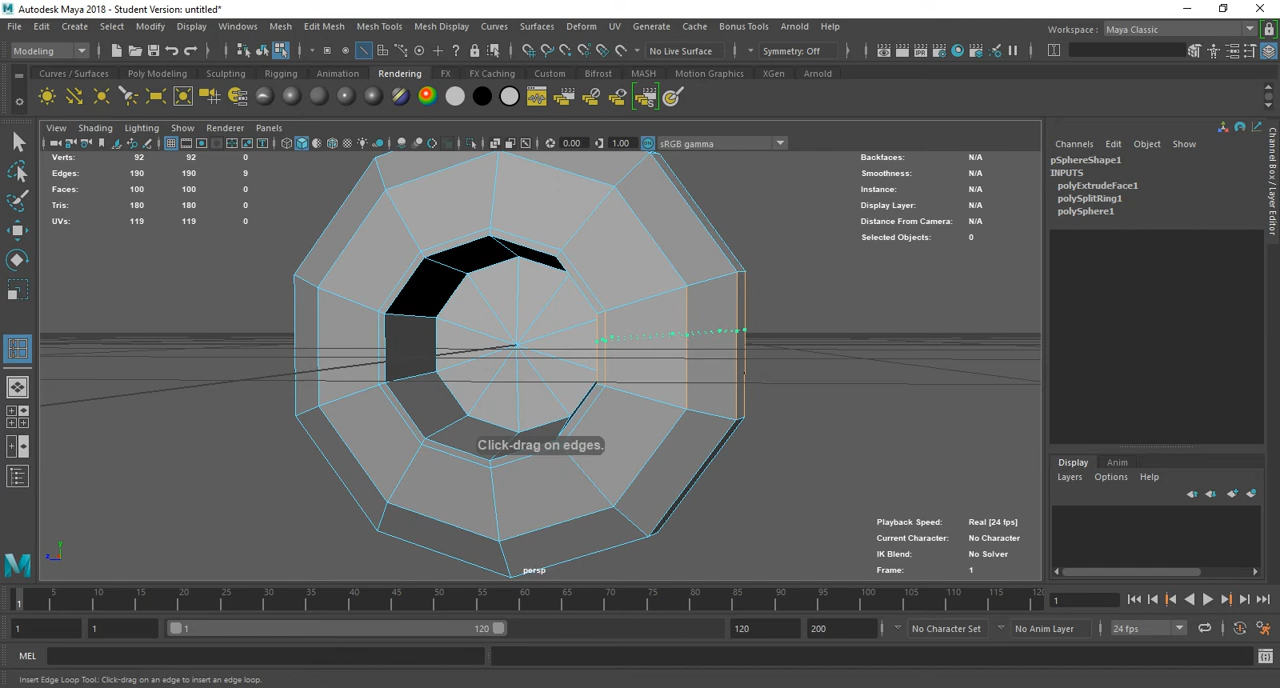 Autodesk Maya 2018 - Student Version: untitled*
File Edit Create Select Modify Display Windows Mesh Edit Mesh Mesh Tools Mesh Display Curves Surfaces Deform UV Generate Cache Bonus Tools Arnold Help
Workspace: Maya Classic
Modeling No Live Surface Symmetry: Off
Curves / Surfaces Poly Modeling Sculpting Rigging Animation Rendering FX FX Caching Custom Bifrost MASH Motion Graphics XGen Arnold
View Shading Lighting Show Renderer Panels
0.00 1.00 sRGB gamma
Verts: 92 92 0
Edges: 190 190 9
Faces: 100 100 0
Tris: 180 180 0
UVs: 119 119 0
Backfaces: N/A
Smoothness: N/A
Instance: N/A
Display Layer: N/A
Distance From Camera: N/A
Selected Objects: 0
Click-drag on edges.
Playback Speed: Real [24 fps]
Current Character: No Character
IK Blend: No Solver
Frame: 1
persp
y
z
Channels Edit Object Show
pSphereShape1
INPUTS
polyExtrudeFace1
polySplitRing1
polySphere1
Channel Box / Layer Editor
Display Anim
Layers Options Help
1 5 10 15 20 25 30 35 40 45 50 55 60 65 70 75 80 85 90 95 100 105 110 115 120
1
1 1 1 120 120 200 No Character Set No Anim Layer 24 fps
MEL
Insert Edge Loop Tool: Click-drag on an edge to insert an edge loop.